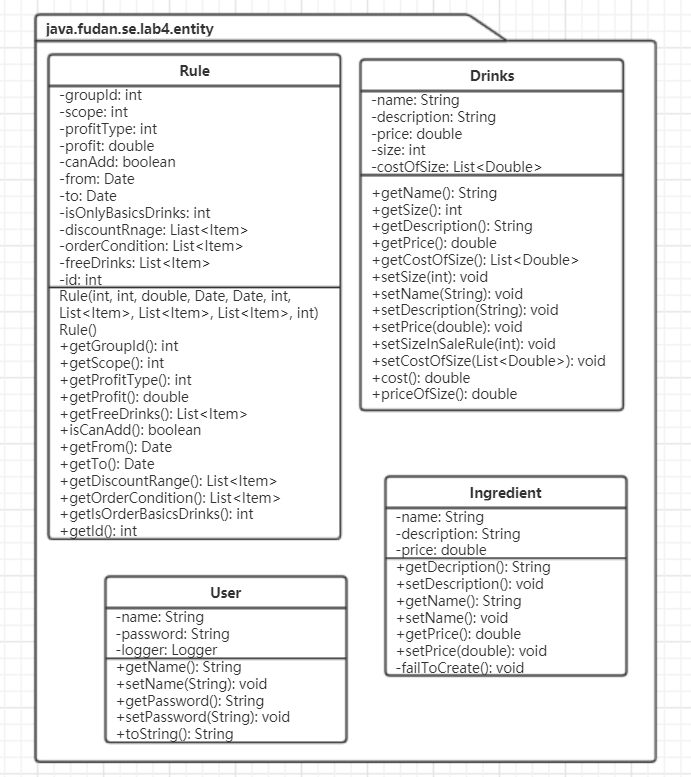 java.fudan.se.lab4.entity
Rule
-groupId: int
-scope: int
-profitType: int
-profit: double
-canAdd: boolean
-from: Date
-to: Date
-isOnlyBasicsDrinks: int
-discountRnage: Liast<Item>
-orderCondition: List<Item>
-freeDrinks: List<Item>
-id: int
Rule(int, int, double, Date, Date, int,
List<Item>, List<Item>, List<Item>, int)
Rule()
+getGroupId(): int
+getScope(): int
+getProfitType(): int
+getProfit(): double
+getFreeDrinks(): List<Item>
+isCanAdd(): boolean
+getFrom(): Date
+getTo(): Date
+getDiscountRange(): List<Item>
+getOrderCondition(): List<Item>
+getIsOrderBasicsDrinks(): int
+getId(): int
Drinks
-name: String
-description: String
-price: double
-size: int
-costOfSize: List<Double>
+getName(): String
+getSize(): int
+getDescription(): String
+getPrice(): double
+getCostOfSize(): List<Double>
+setSize(int): void
+setName(String): void
+setDescription(String): void
+setPrice(double): void
+setSizeInSaleRule(int): void
+setCostOfSize(List<Double>): void
+cost(): double
+priceOfSize(): double
Ingredient
-name: String
-description: String
-price: double
+getDecription(): String
+setDescription(): void
+getName(): String
+setName(): void
+getPrice(): double
+setPrice(double): void
-failToCreate(): void
User
-name: String
-password: String
-logger: Logger
+getName(): String
+setName(String): void
+getPassword(): String
+setPassword(String): void
+toString(): String